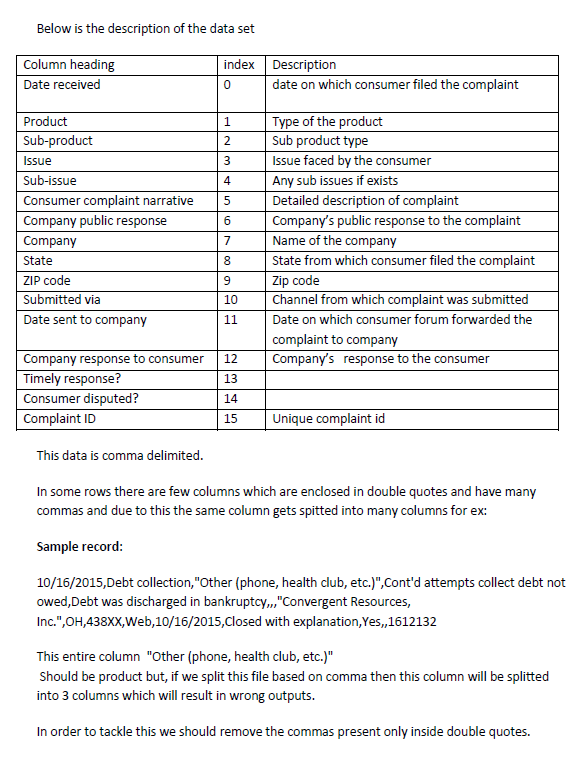 Below is the description of the data set
Column heading index Description
Date received 0 date on which consumer filed the complaint
Product 1 Type of the product
Sub-product 2 Sub product type
Issue 3 Issue faced by the consumer
Sub-issue 4 Any sub issues if exists
Consumer complaint narrative 5 Detailed description of complaint
Company public response 6 Company's public response to the complaint
Company 7 Name of the company
State 8 State from which consumer filed the complaint
ZIP code 9 Zip code
Submitted via 10 Channel from which complaint was submitted
Date sent to company 11 Date on which consumer forum forwarded the
complaint to company
Company response to consumer 12 Company's response to the consumer
Timely response? 13
Consumer disputed? 14
Complaint ID 15 Unique complaint id
This data is comma delimited.
In some rows there are few columns which are enclosed in double quotes and have many
commas and due to this the same column gets spitted into many columns for ex:
Sample record:
10/16/2015,Debt collection,"Other (phone, health club, etc.)",Cont'd attempts collect debt not
owed,Debt was discharged in bankruptcy,,,"Convergent Resources,
Inc.",OH,438XX,Web,10/16/2015,Closed with explanation,Yes,,1612132
This entire column "Other (phone, health club, etc.)"
Should be product but, if we split this file based on comma then this column will be splitted
into 3 columns which will result in wrong outputs.
In order to tackle this we should remove the commas present only inside double quotes.